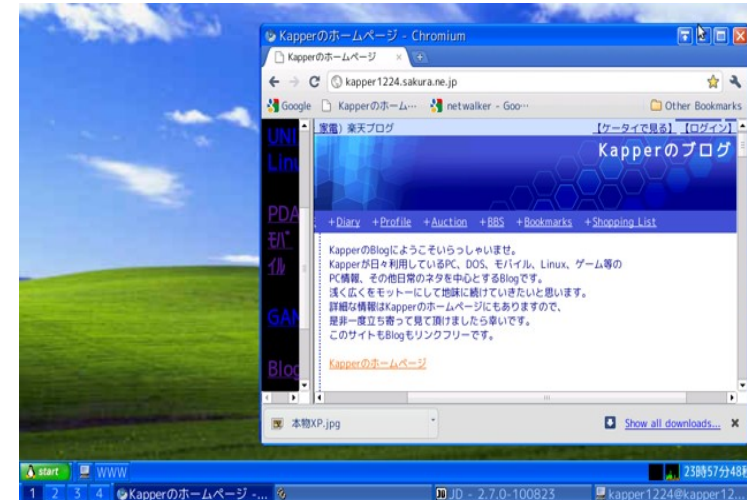 Kapperのホームページ - Chromium
Kapperのホームページ
kapper1224.sakura.ne.jp
Google Kapperのホーム… netwalker - Goo… Other Bookmarks
家電）楽天ブログ 【ケータイで見る】 【ログイン】
Kapperのブログ
+Diary +Profile +Auction +BBS +Bookmarks +Shopping List
UNI
Linu
PDA
ﾓﾊﾞ
ｲﾙ
GAM
Blog
KapperのBlogにようこそいらっしゃいませ。
Kapperが日々利用しているPC、DOS、モバイル、Linux、ゲーム等の
PC情報、その他日常のネタを中心とするBlogです。
浅く広くをモットーにして地味に続けていきたいと思います。
詳細な情報はKapperのホームページにもありますので、
是非一度立ち寄って見て頂けましたら幸いです。
このサイトもBlogもリンクフリーです。
Kapperのホームページ
本物XP.jpg Show all downloads...
start WWW 23時57分48秒
1 2 3 4 Kapperのホームページ -... JD - 2.7.0-100823 kapper1224@kapper12...